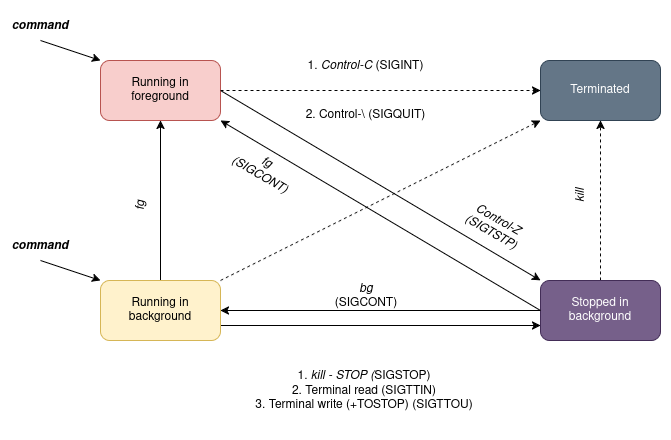 command
Running in
foreground
1. Control-C (SIGINT)
2. Control-\ (SIGQUIT)
Terminated
fg
(SIGCONT)
fg
Control-Z
(SIGTSTP)
kill
command
Running in
background
bg
(SIGCONT)
Stopped in
background
1. kill - STOP (SIGSTOP)
2. Terminal read (SIGTTIN)
3. Terminal write (+TOSTOP) (SIGTTOU)